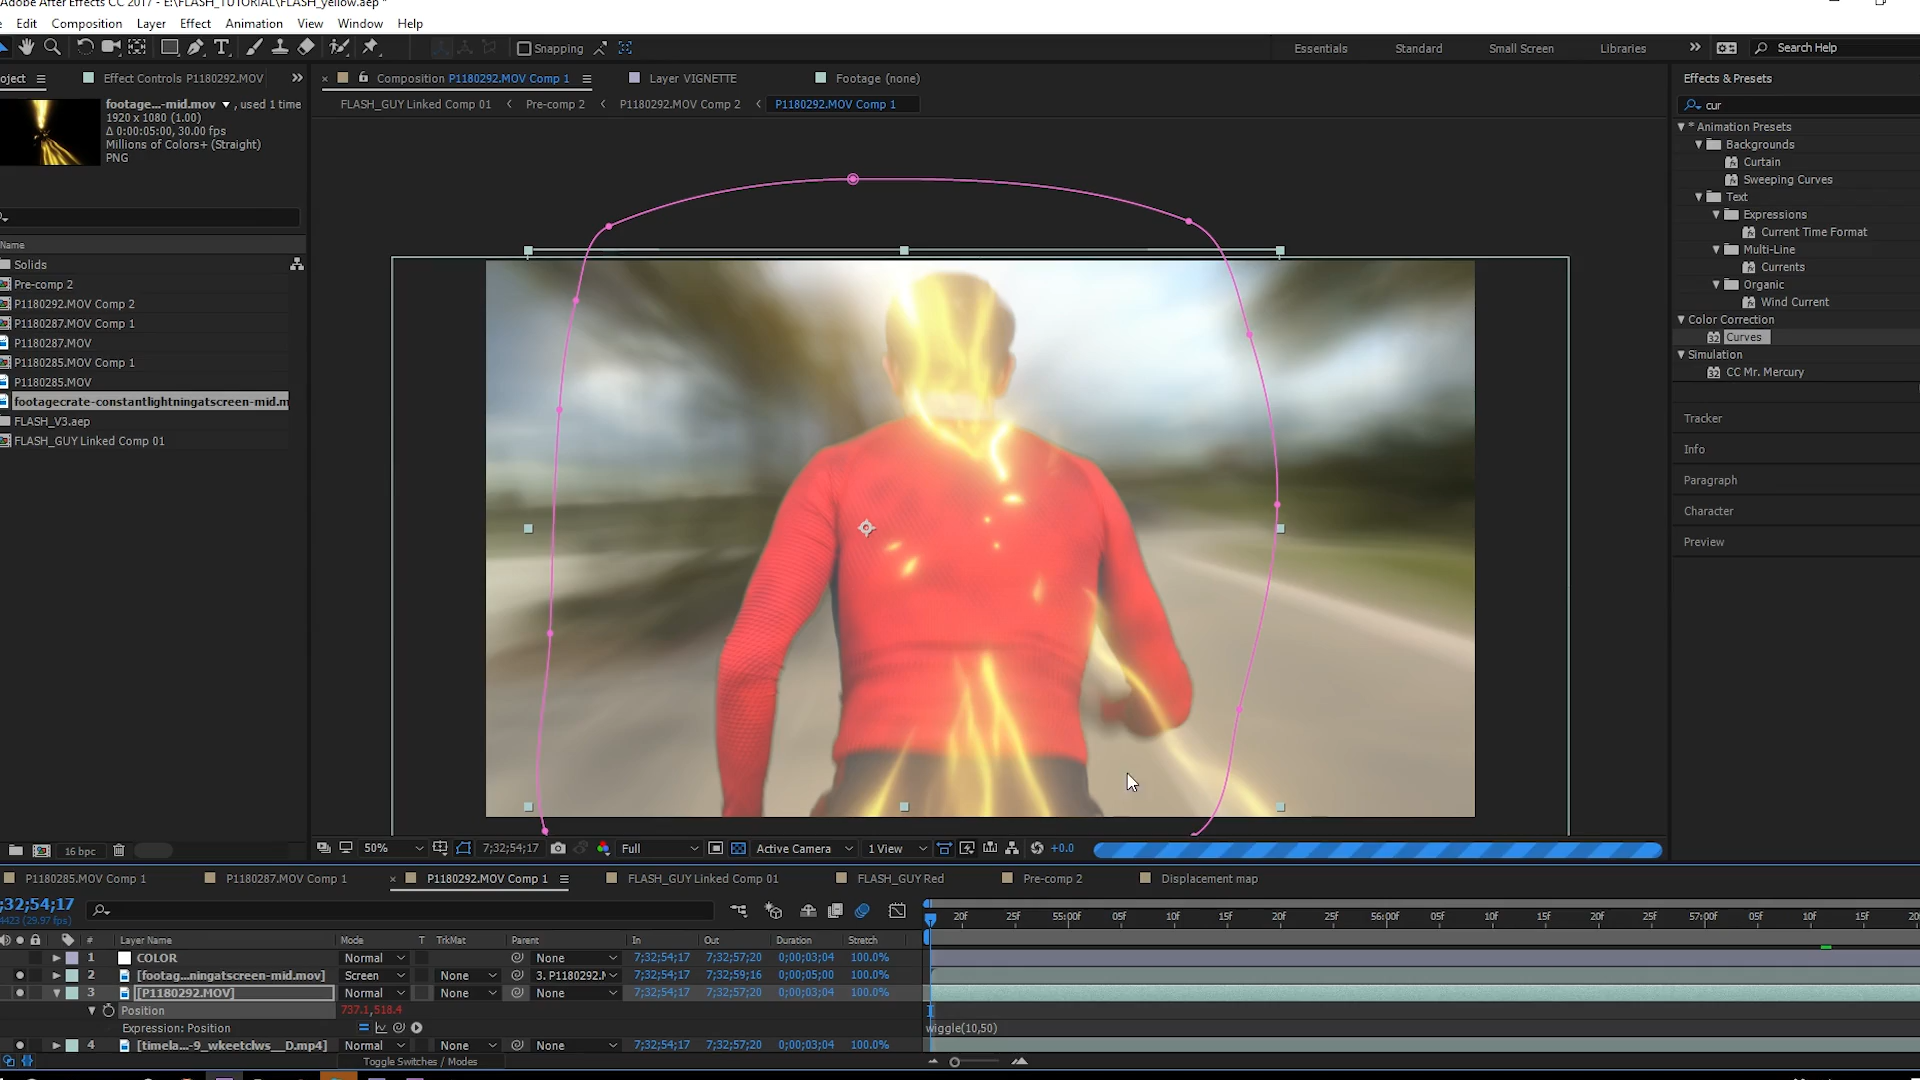 Adobe After Effects CC 2017 - E:\FLASH_TUTORIAL\FLASH_yellow.aep *
Edit Composition Layer Effect Animation View Window Help
Snapping
Essentials Standard Small Screen Libraries » Search Help
oject Effect Controls P1180292.MOV »
× Composition P1180292.MOV Comp 1 Layer VIGNETTE Footage (none)
FLASH_GUY Linked Comp 01 < Pre-comp 2 < P1180292.MOV Comp 2 < P1180292.MOV Comp 1
footage...-mid.mov ▼ , used 1 time
1920 x 1080 (1.00)
Δ 0:00:05:00, 30.00 fps
Millions of Colors+ (Straight)
PNG
Name
Solids
Pre-comp 2
P1180292.MOV Comp 2
P1180287.MOV Comp 1
P1180287.MOV
P1180285.MOV Comp 1
P1180285.MOV
footagecrate-constantlightningatscreen-mid.m
FLASH_V3.aep
FLASH_GUY Linked Comp 01
16 bpc
Effects & Presets
cur
* Animation Presets
Backgrounds
Curtain
Sweeping Curves
Text
Expressions
Current Time Format
Multi-Line
Currents
Organic
Wind Current
Color Correction
32 Curves
Simulation
32 CC Mr. Mercury
Tracker
Info
Paragraph
Character
Preview
50% 7;32;54;17 Full Active Camera 1 View +0.0
P1180285.MOV Comp 1 P1180287.MOV Comp 1 × P1180292.MOV Comp 1 FLASH_GUY Linked Comp 01 FLASH_GUY Red Pre-comp 2 Displacement map
;32;54;17
4423 (29.97 fps)
20f 25f 55:00f 05f 10f 15f 20f 25f 56:00f 05f 10f 15f 20f 25f 57:00f 05f 10f 15f 20
# Layer Name Mode T TrkMat Parent In Out Duration Stretch
1 COLOR Normal None 7;32;54;17 7;32;57;20 0;00;03;04 100.0%
2 [footag...ningatscreen-mid.mov] Screen None 3. P1180292.M 7;32;54;17 7;32;59;16 0;00;05;00 100.0%
3 [P1180292.MOV] Normal None None 7;32;54;17 7;32;57;20 0;00;03;04 100.0%
Position 737.1,518.4
Expression: Position wiggle(10,50)
4 [timela...-9_wkeetclws__D.mp4] Normal None None 7;32;54;17 7;32;57;20 0;00;03;04 100.0%
Toggle Switches / Modes